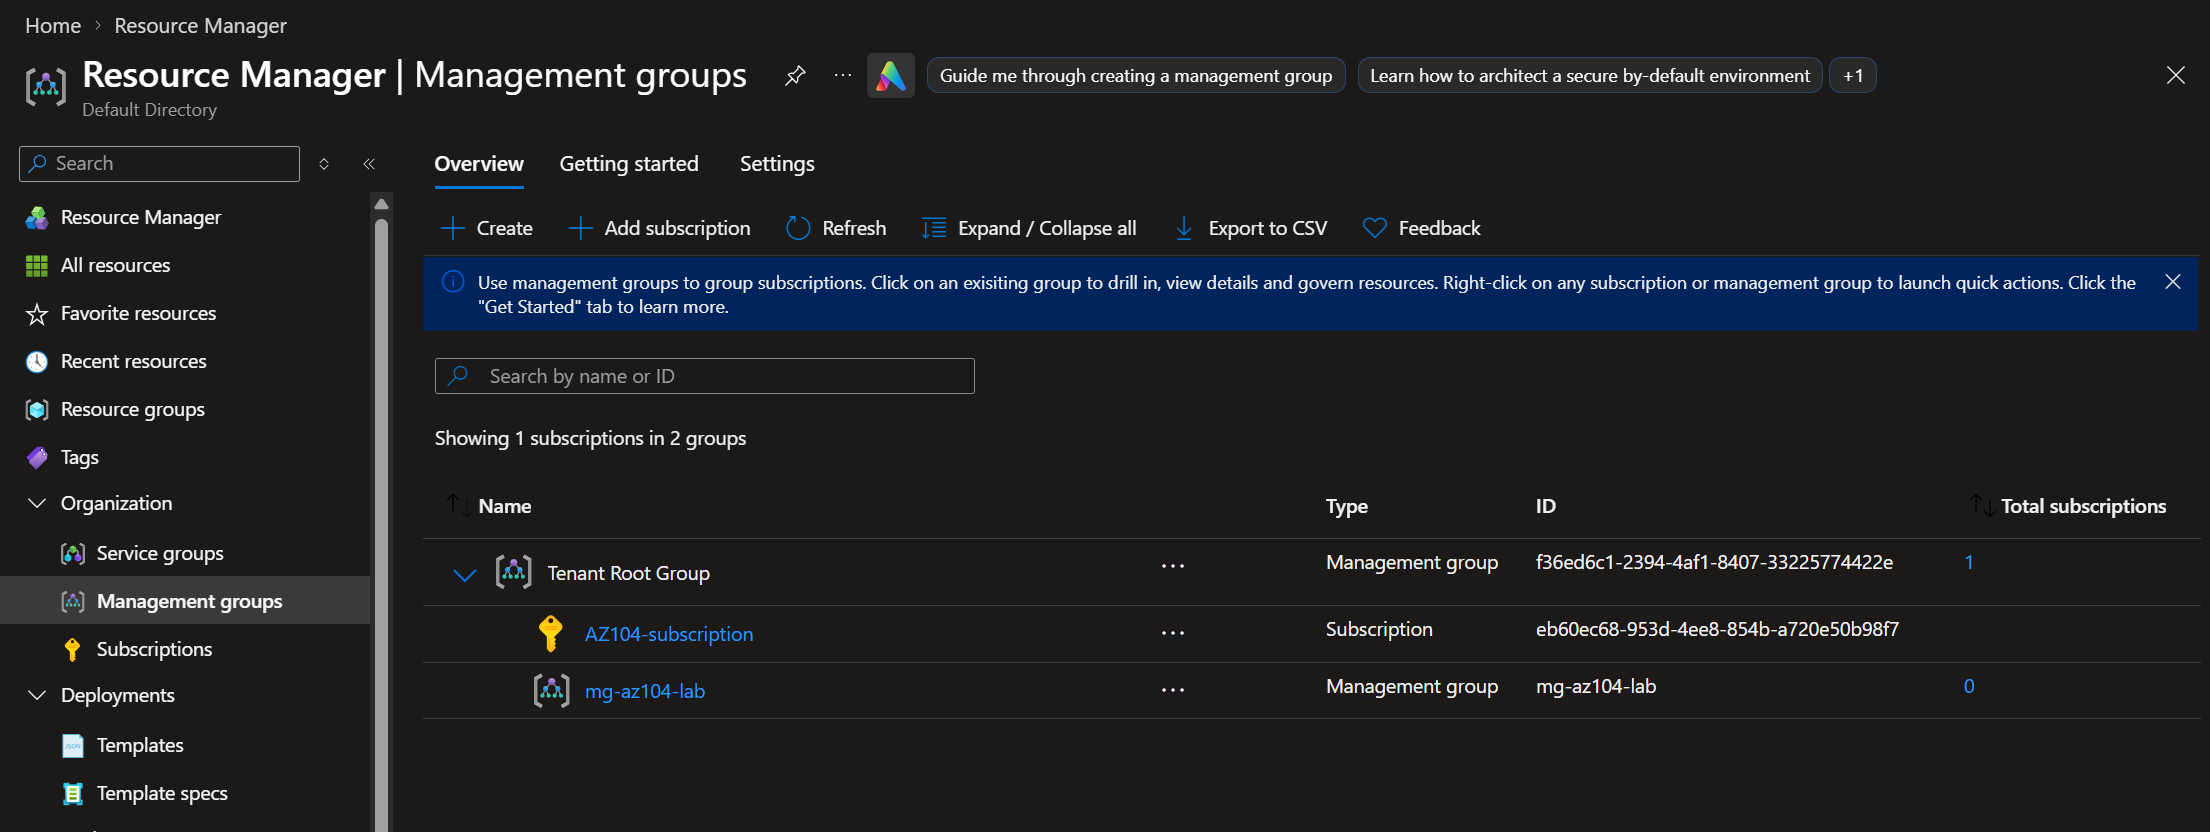 Home > Resource Manager
Resource Manager | Management groups
Guide me through creating a management group
Learn how to architect a secure by-default environment
+1
Default Directory
Search
Resource Manager
All resources
Favorite resources
Recent resources
Resource groups
Tags
Organization
Service groups
Management groups
Subscriptions
Deployments
Templates
Template specs
Overview Getting started Settings
Create Add subscription Refresh Expand / Collapse all Export to CSV Feedback
Use management groups to group subscriptions. Click on an exisiting group to drill in, view details and govern resources. Right-click on any subscription or management group to launch quick actions. Click the
"Get Started" tab to learn more.
Search by name or ID
Showing 1 subscriptions in 2 groups
Name Type ID Total subscriptions
Tenant Root Group ... Management group f36ed6c1-2394-4af1-8407-33225774422e 1
AZ104-subscription ... Subscription eb60ec68-953d-4ee8-854b-a720e50b98f7
mg-az104-lab ... Management group mg-az104-lab 0